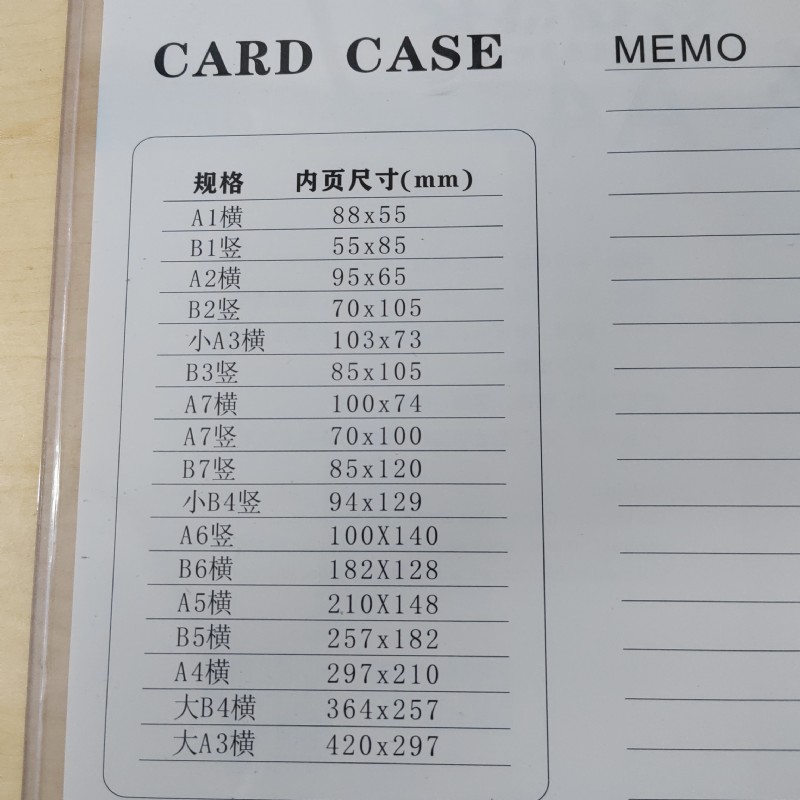 CARD CASE
MEMO
规格 内页尺寸(mm)
A1横 88x55
B1竖 55x85
A2横 95x65
B2竖 70x105
小A3横 103x73
B3竖 85x105
A7横 100x74
A7竖 70x100
B7竖 85x120
小B4竖 94x129
A6竖 100X140
B6横 182X128
A5横 210X148
B5横 257x182
A4横 297x210
大B4横 364x257
大A3横 420x297